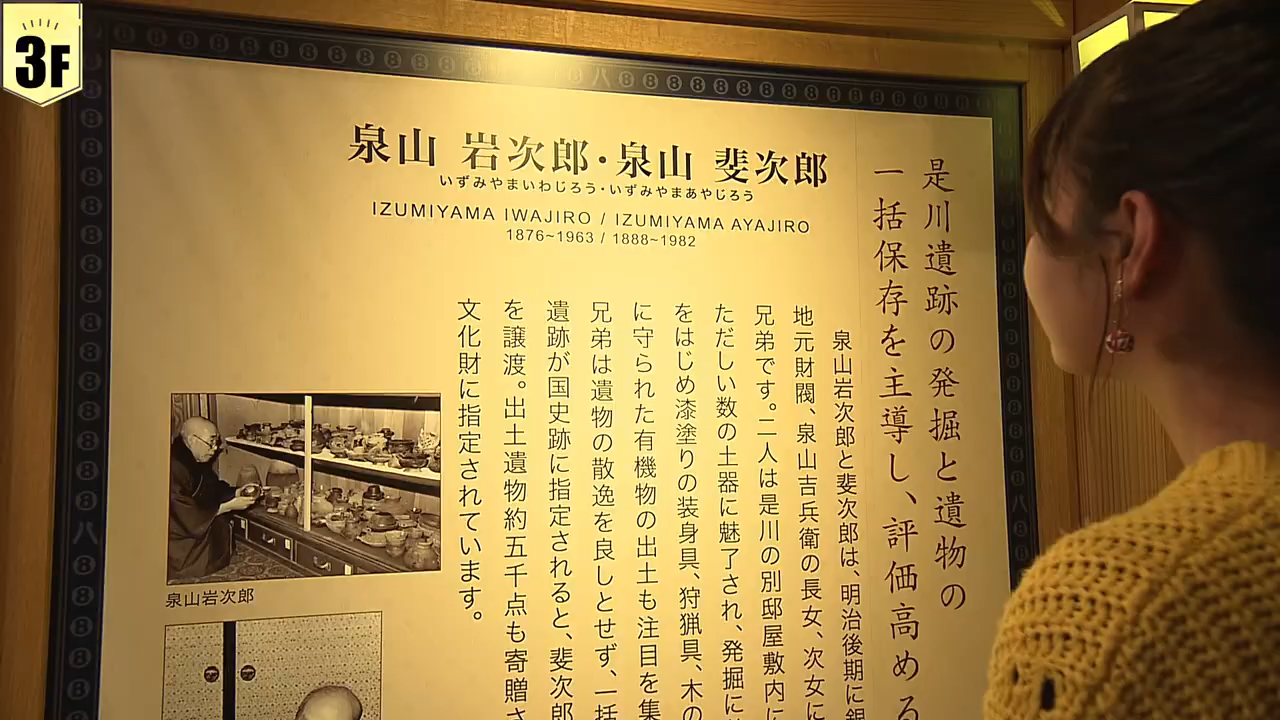 3F
泉山 岩次郎・泉山 斐次郎
いずみやまいわじろう・いずみやまあやじろう
IZUMIYAMA IWAJIRO / IZUMIYAMA AYAJIRO
1876~1963 / 1888~1982
是川遺跡の発掘と遺物の
一括保存を主導し、評価高める
泉山岩次郎と斐次郎は、明治後期に銀
地元財閥、泉山吉兵衛の長女、次女に
兄弟です。二人は是川の別邸屋敷内に
ただしい数の土器に魅了され、発掘に
をはじめ漆塗りの装身具、狩猟具、木の
に守られた有機物の出土も注目を集
兄弟は遺物の散逸を良しとせず、一括
遺跡が国史跡に指定されると、斐次郎
を譲渡。出土遺物約五千点も寄贈さ
文化財に指定されています。
泉山岩次郎